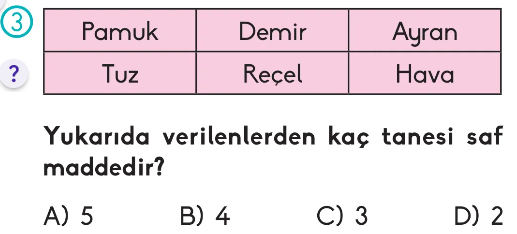 3
Pamuk Demir Ayran
? Tuz Reçel Hava
Yukarıda verilenlerden kaç tanesi saf
maddedir?
A) 5 B) 4 C) 3 D) 2